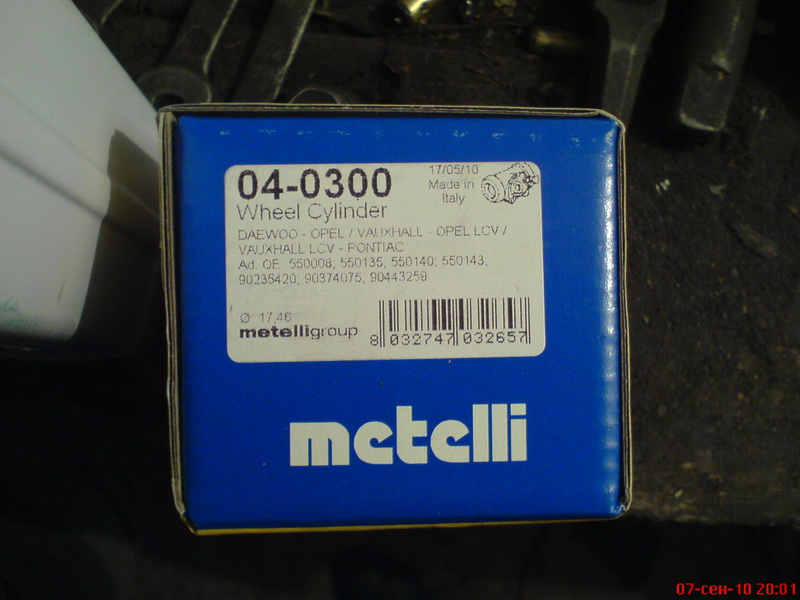 04-0300
17/05/10
Made in
Italy
Wheel Cylinder
DAEWOO - OPEL / VAUXHALL - OPEL LCV /
VAUXHALL LCV - PONTIAC
Ad. OE. 550008; 550135; 550140; 550143;
90235420; 90374075; 90443259
Ø 17,46
metelligroup
8 032747 032657
metelli
07-сен-10 20:01